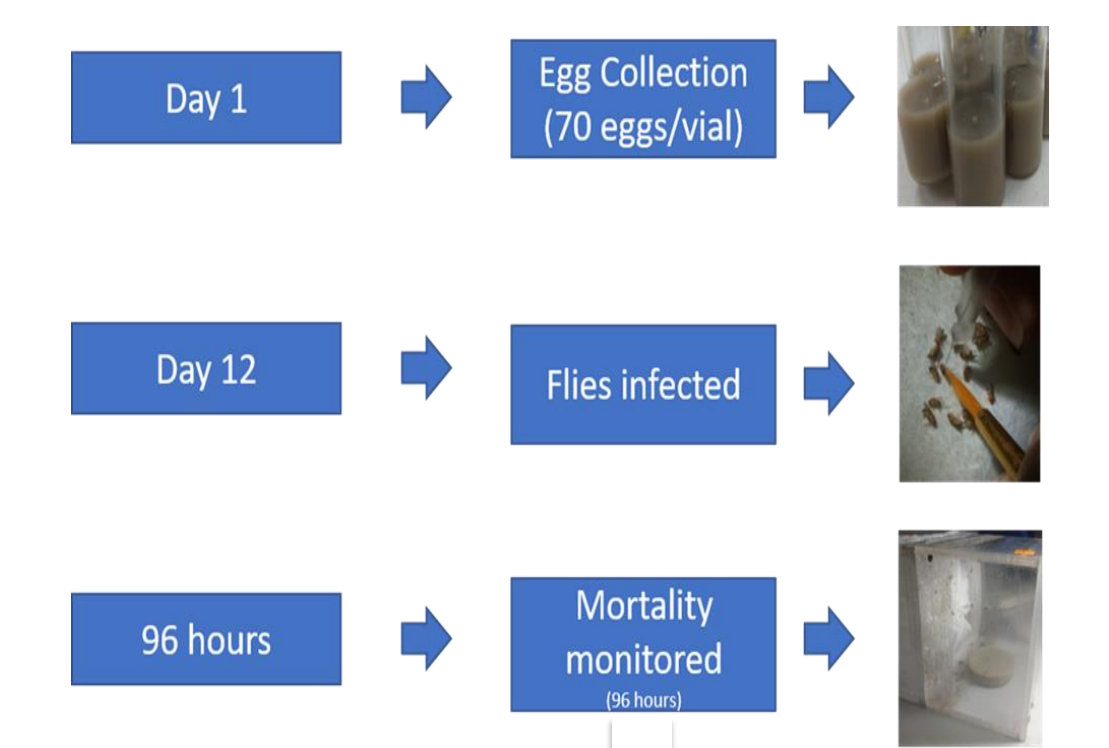 Day 1
Egg Collection
(70 eggs/vial)
Day 12
Flies infected
96 hours
Mortality
monitored
(96 hours)